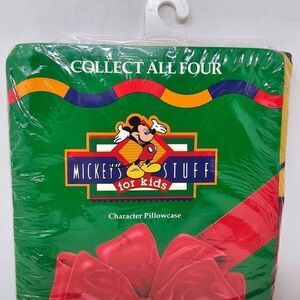 COLLECT ALL FOUR
MICKEY'S STUFF
for kids
Character Pillowcase